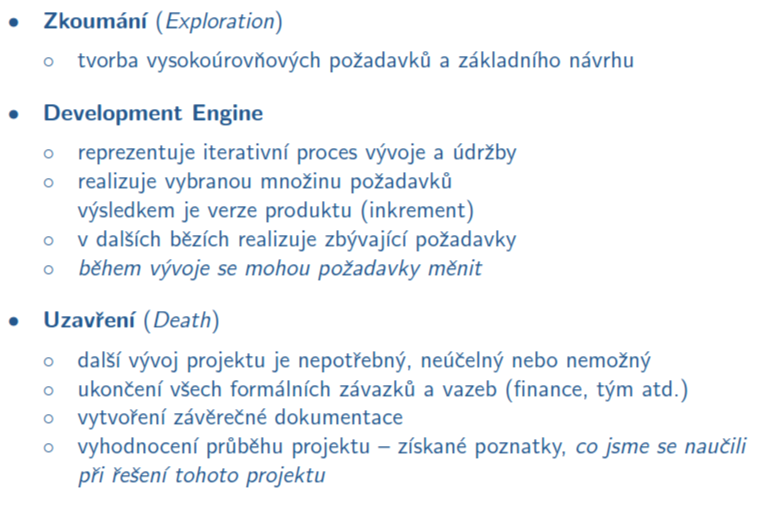 • Zkoumání (Exploration)
○ tvorba vysokoúrovňových požadavků a základního návrhu
• Development Engine
○ reprezentuje iterativní proces vývoje a údržby
○ realizuje vybranou množinu požadavků
výsledkem je verze produktu (inkrement)
○ v dalších bězích realizuje zbývající požadavky
○ během vývoje se mohou požadavky měnit
• Uzavření (Death)
○ další vývoj projektu je nepotřebný, neúčelný nebo nemožný
○ ukončení všech formálních závazků a vazeb (finance, tým atd.)
○ vytvoření závěrečné dokumentace
○ vyhodnocení průběhu projektu – získané poznatky, co jsme se naučili
při řešení tohoto projektu